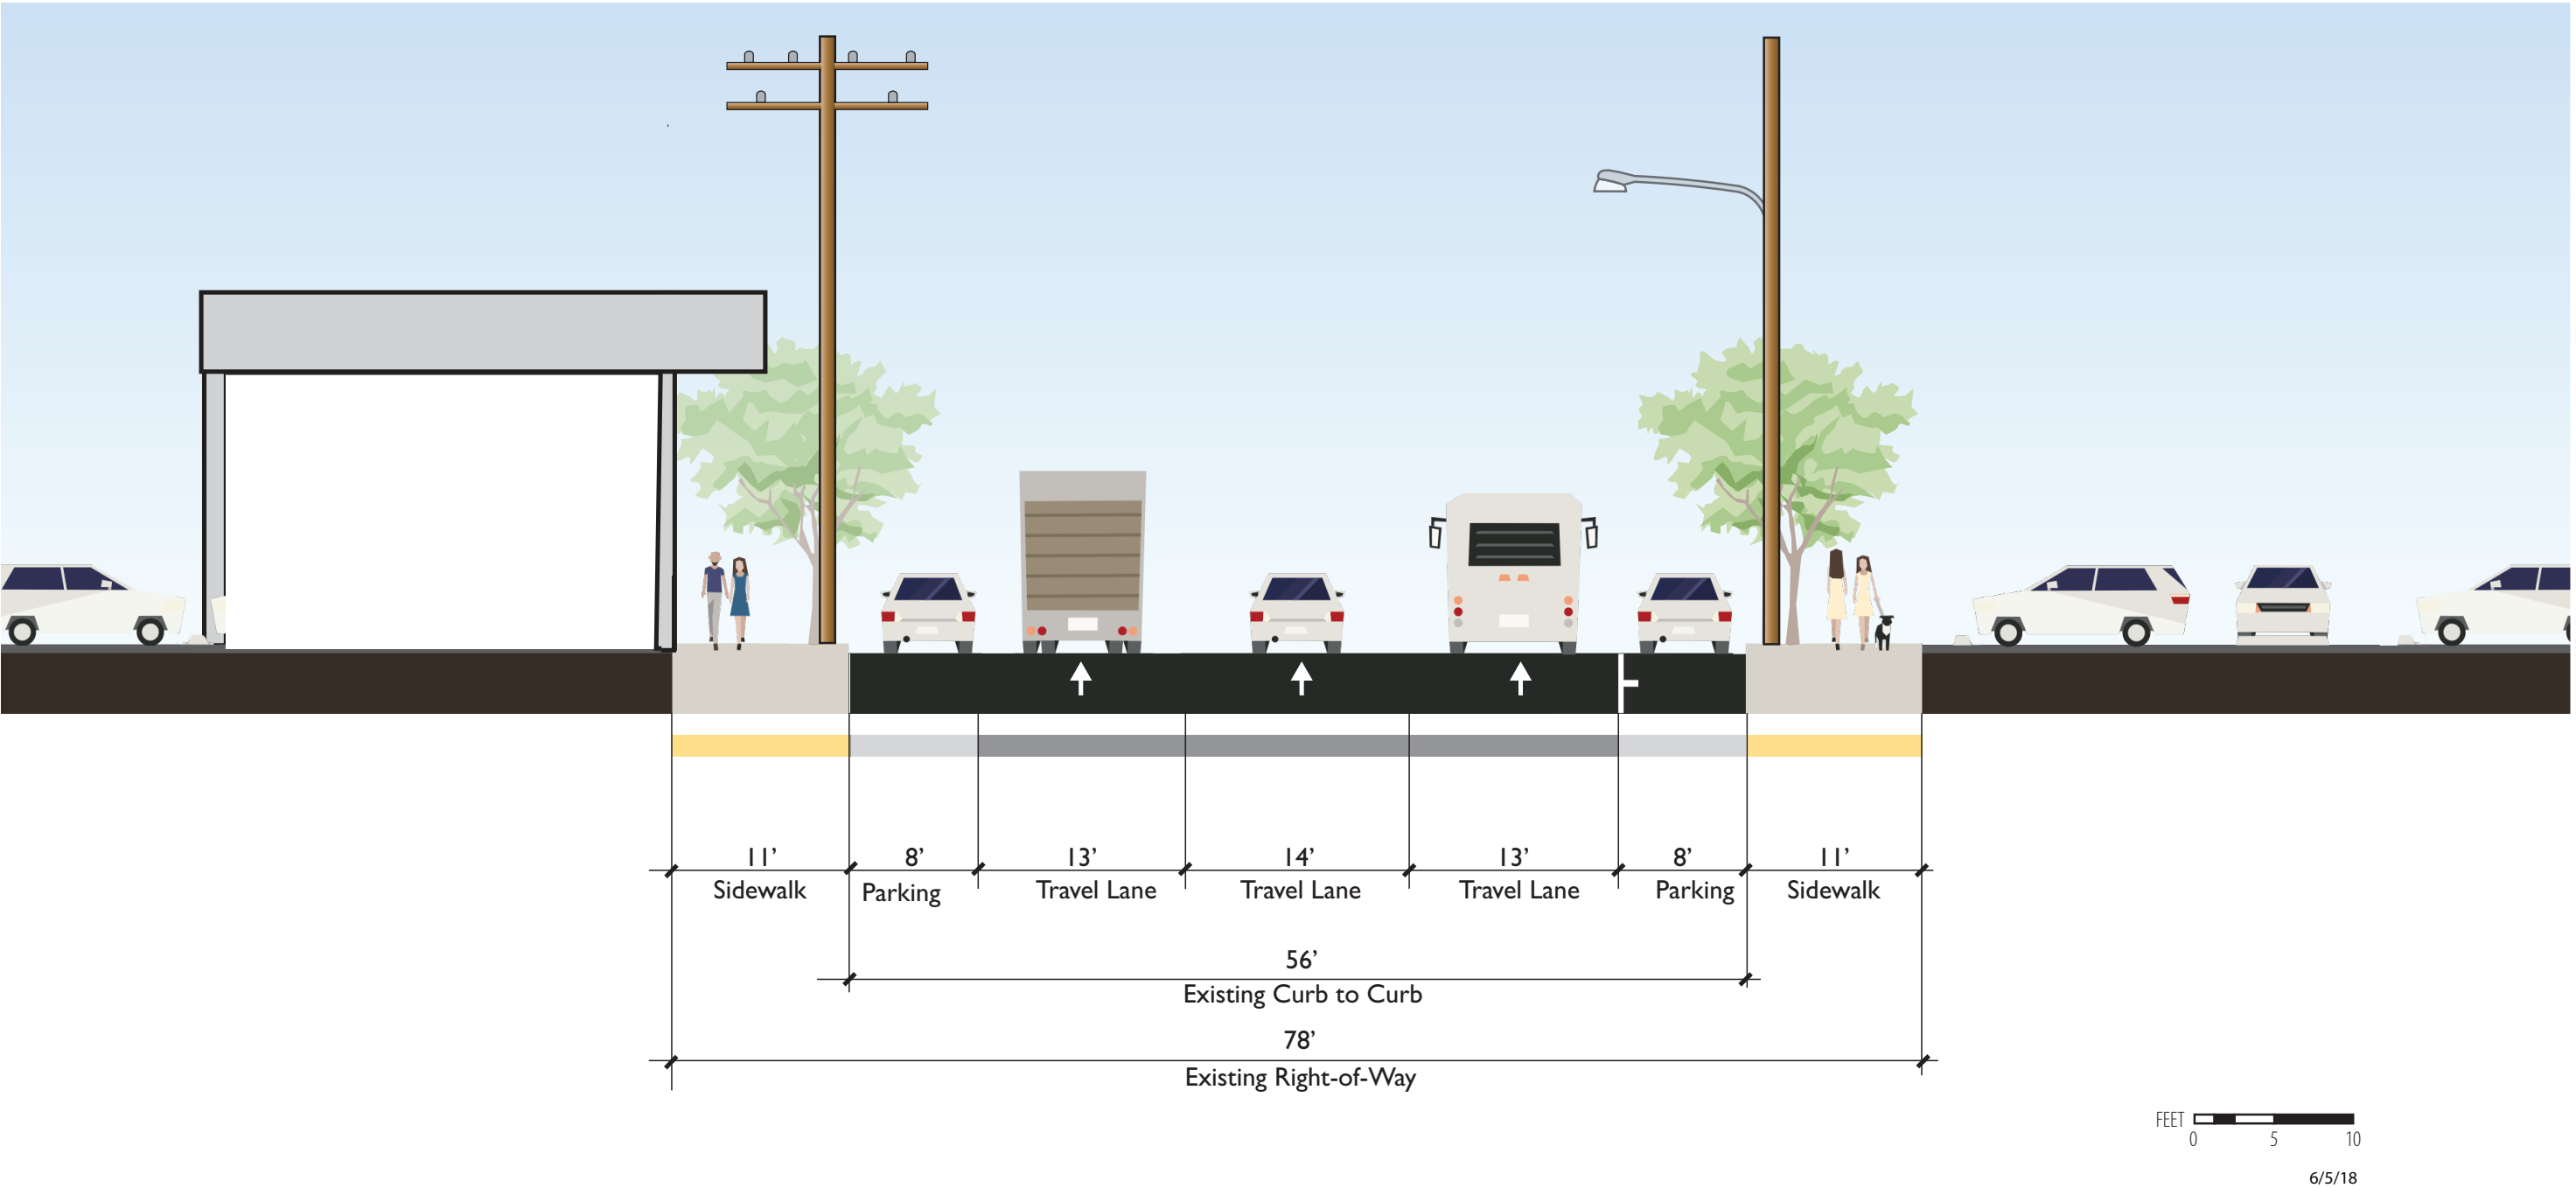 11’ 8’ 13’ 14’ 13’ 8’ 11’
Sidewalk Parking Travel Lane Travel Lane Travel Lane Parking Sidewalk
56’
Existing Curb to Curb
78’
Existing Right-of-Way
FEET
0 5 10
6/5/18